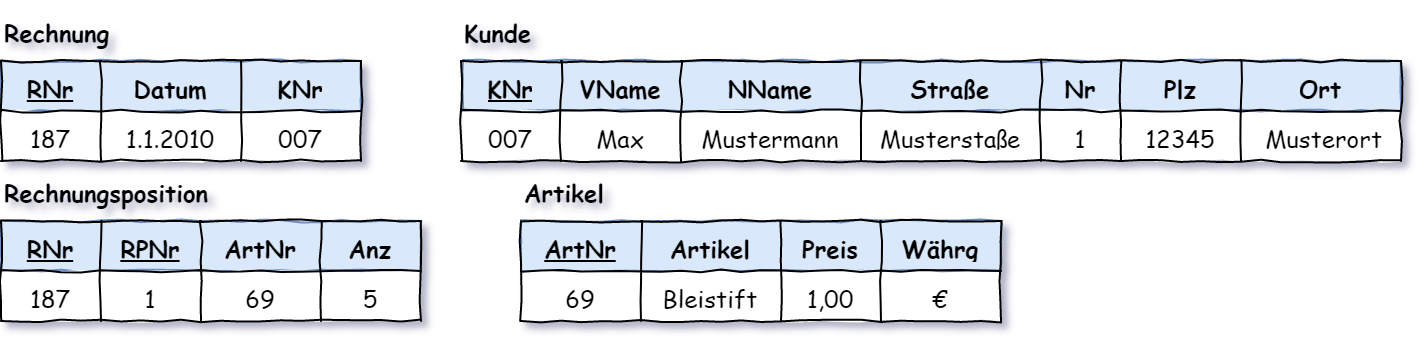 Rechnung
Kunde
RNr Datum KNr
KNr VName NName Straße Nr Plz Ort
187 1.1.2010 007
007 Max Mustermann Musterstaße 1 12345 Musterort
Rechnungsposition
Artikel
RNr RPNr ArtNr Anz
ArtNr Artikel Preis Währg
187 1 69 5
69 Bleistift 1,00 €